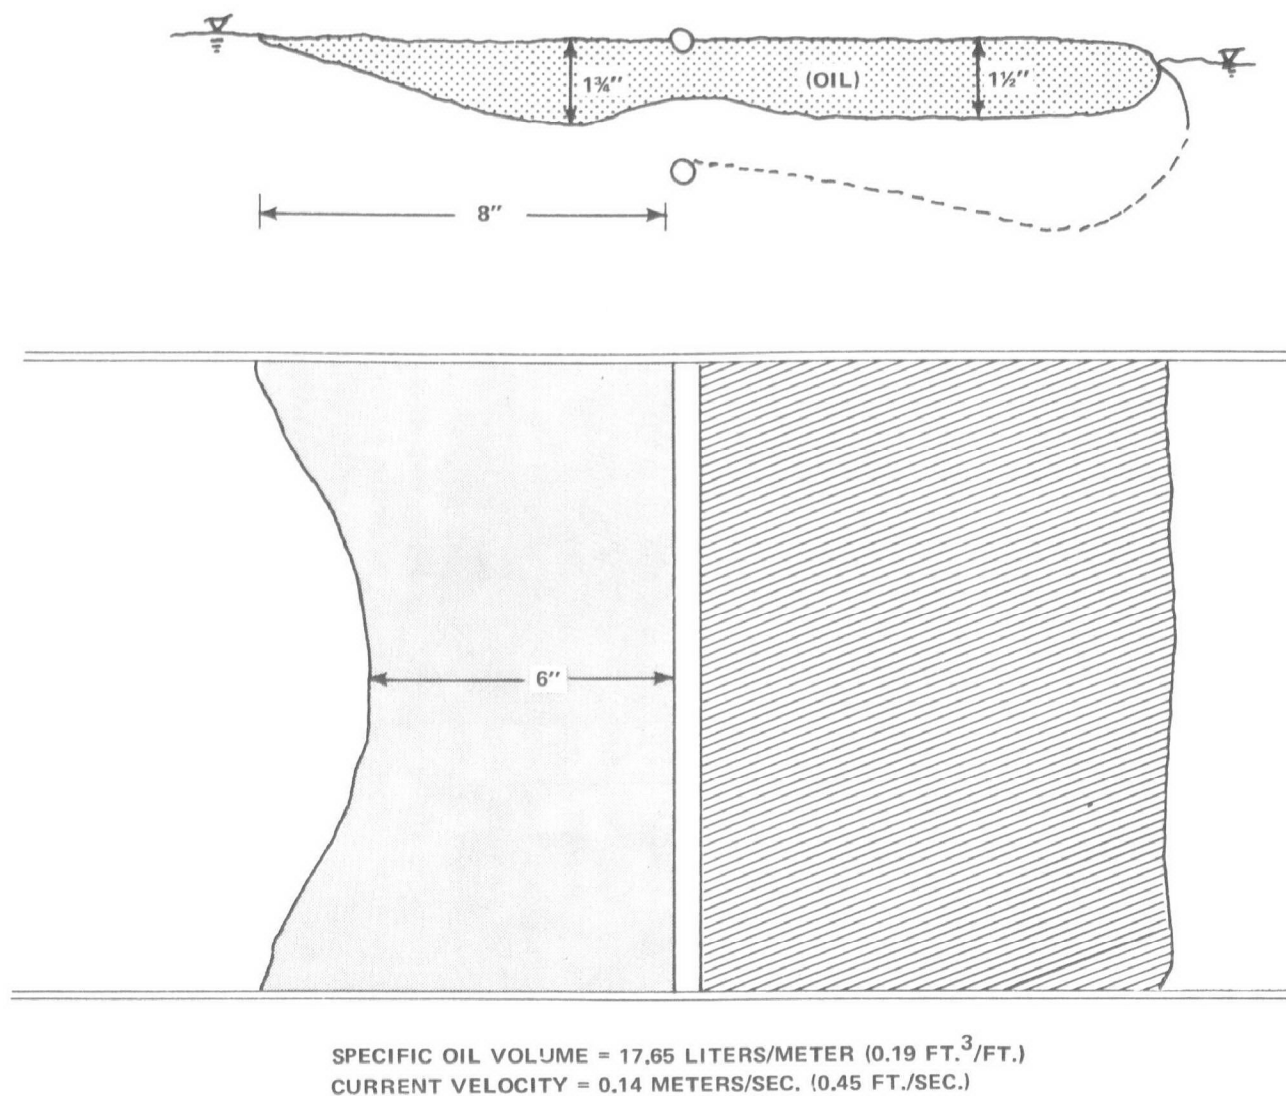 1¾″
(OIL)
1½″
8″
6″
SPECIFIC OIL VOLUME = 17.65 LITERS/METER (0.19 FT.³/FT.)
CURRENT VELOCITY = 0.14 METERS/SEC. (0.45 FT./SEC.)